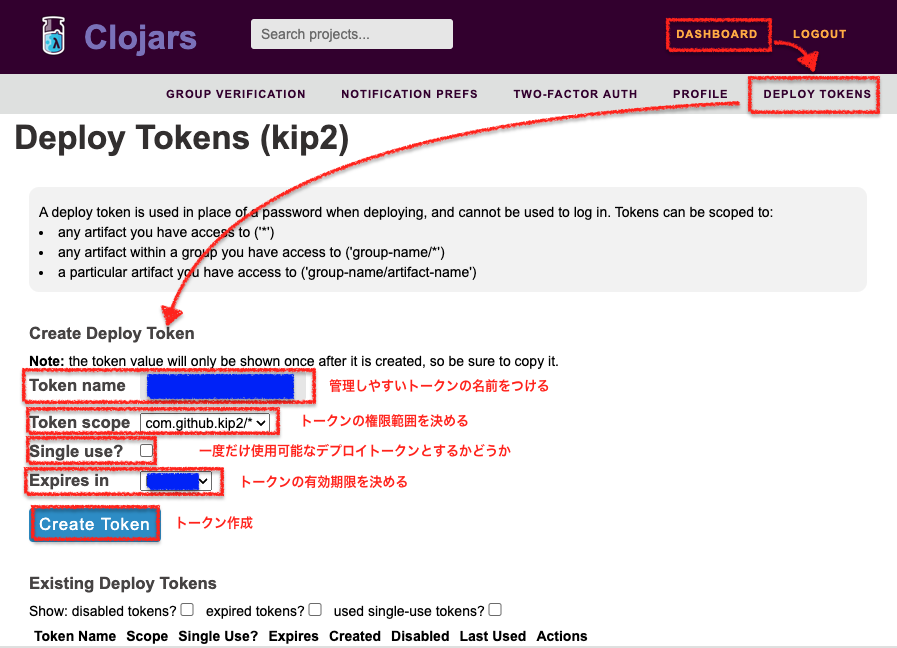 Clojars
Search projects...
DASHBOARD
LOGOUT
GROUP VERIFICATION
NOTIFICATION PREFS
TWO-FACTOR AUTH
PROFILE
DEPLOY TOKENS
Deploy Tokens (kip2)
A deploy token is used in place of a password when deploying, and cannot be used to log in. Tokens can be scoped to:
• any artifact you have access to ('*')
• any artifact within a group you have access to ('group-name/*')
• a particular artifact you have access to ('group-name/artifact-name')
Create Deploy Token
Note: the token value will only be shown once after it is created, so be sure to copy it.
Token name
管理しやすいトークンの名前をつける
Token scope com.github.kip2/*
トークンの権限範囲を決める
Single use?
一度だけ使用可能なデプロイトークンとするかどうか
Expires in
トークンの有効期限を決める
Create Token
トークン作成
Existing Deploy Tokens
Show: disabled tokens? expired tokens? used single-use tokens?
Token Name Scope Single Use? Expires Created Disabled Last Used Actions